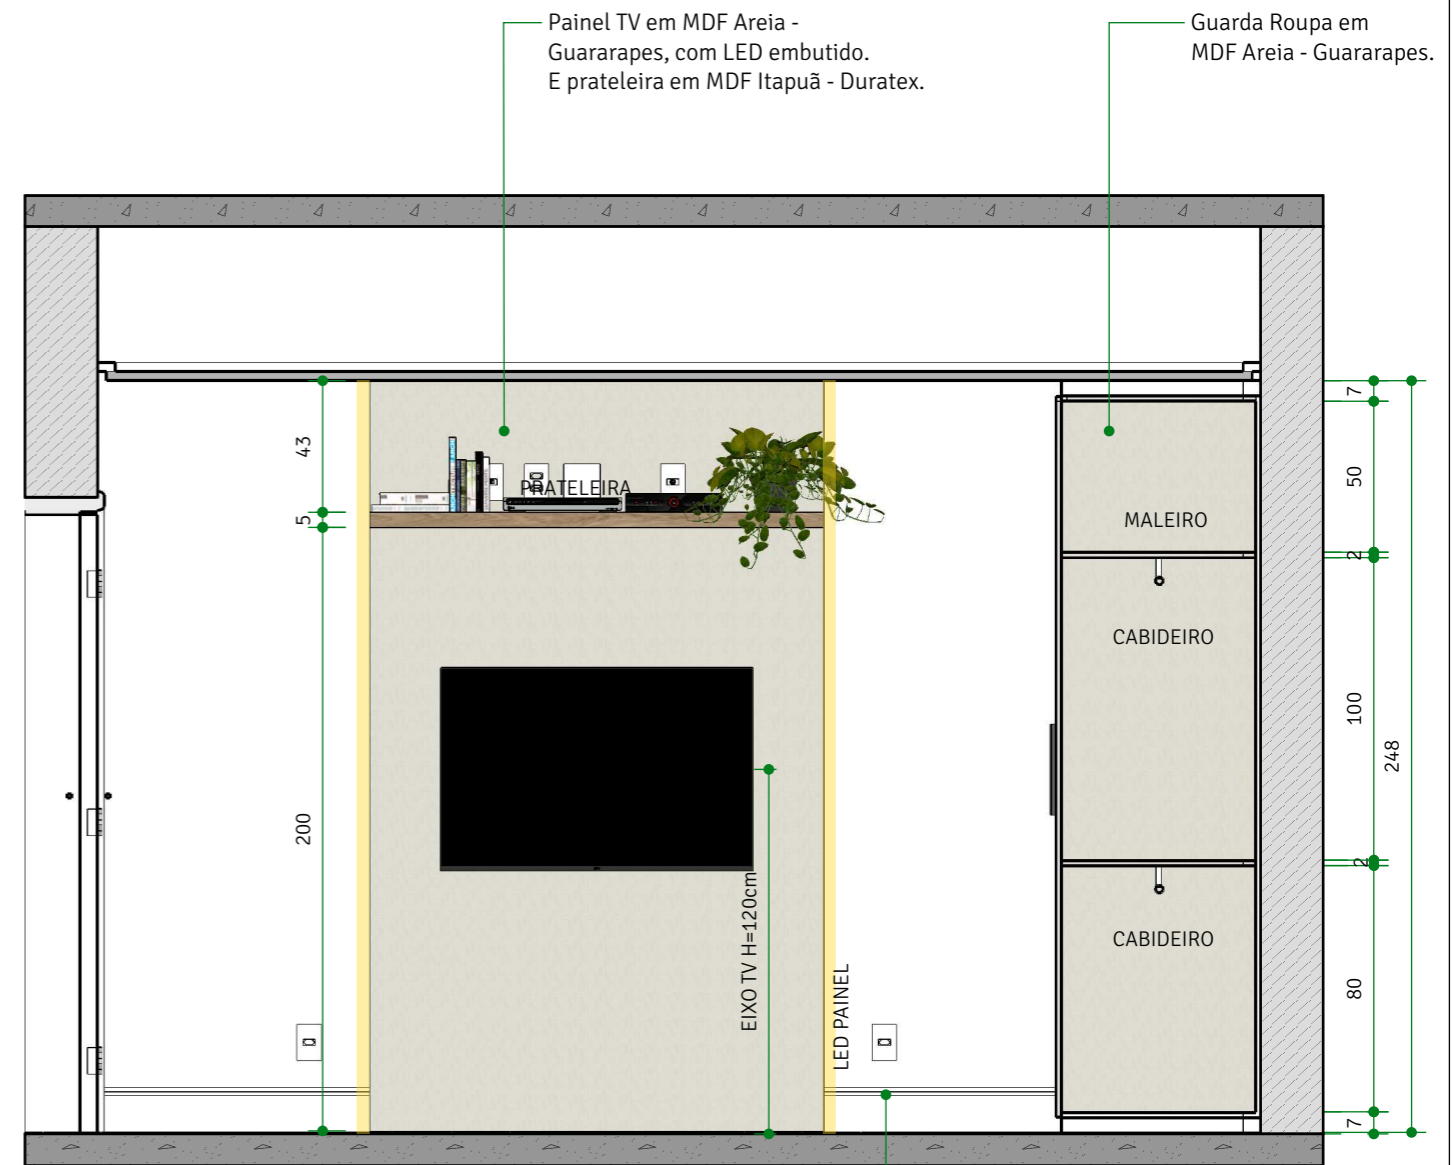 Painel TV em MDF Areia -
Guararapes, com LED embutido.
E prateleira em MDF Itapuã - Duratex.
Guarda Roupa em
MDF Areia - Guararapes.
43
5
200
PRATELEIRA
EIXO TV H=120cm
LED PAINEL
MALEIRO
CABIDEIRO
CABIDEIRO
7
50
2
100
2
80
7
248